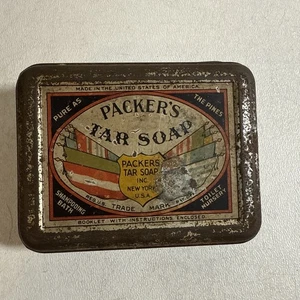 MADE IN THE UNITED STATES OF AMERICA
PURE AS
THE PINES
PACKER'S
TAR SOAP
PACKERS
TAR SOAP
INC.
NEW YORK
U.S.A.
REG. U.S. TRADE MARK
SHAMPOOING
BATH
TOILET
NURSERY
BOOKLET WITH INSTRUCTIONS ENCLOSED